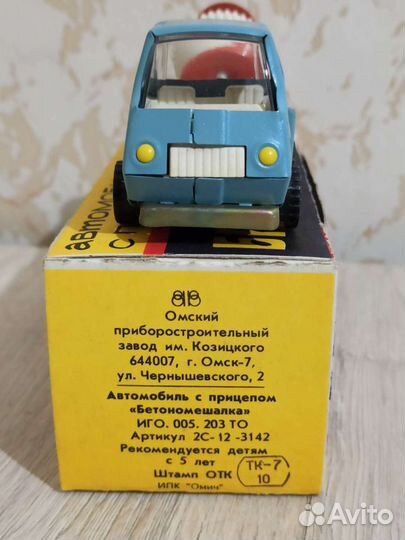 автомоб
с п
Омский
приборостроительный
завод им. Козицкого
644007, г. Омск-7,
ул. Чернышевского, 2
Автомобиль с прицепом
«Бетономешалка»
ИГО. 005. 203 ТО
Артикул 2С-12-3142
Рекомендуется детям
с 5 лет
Штамп ОТК ТК-7
10
ИПК "Омич"
Avito